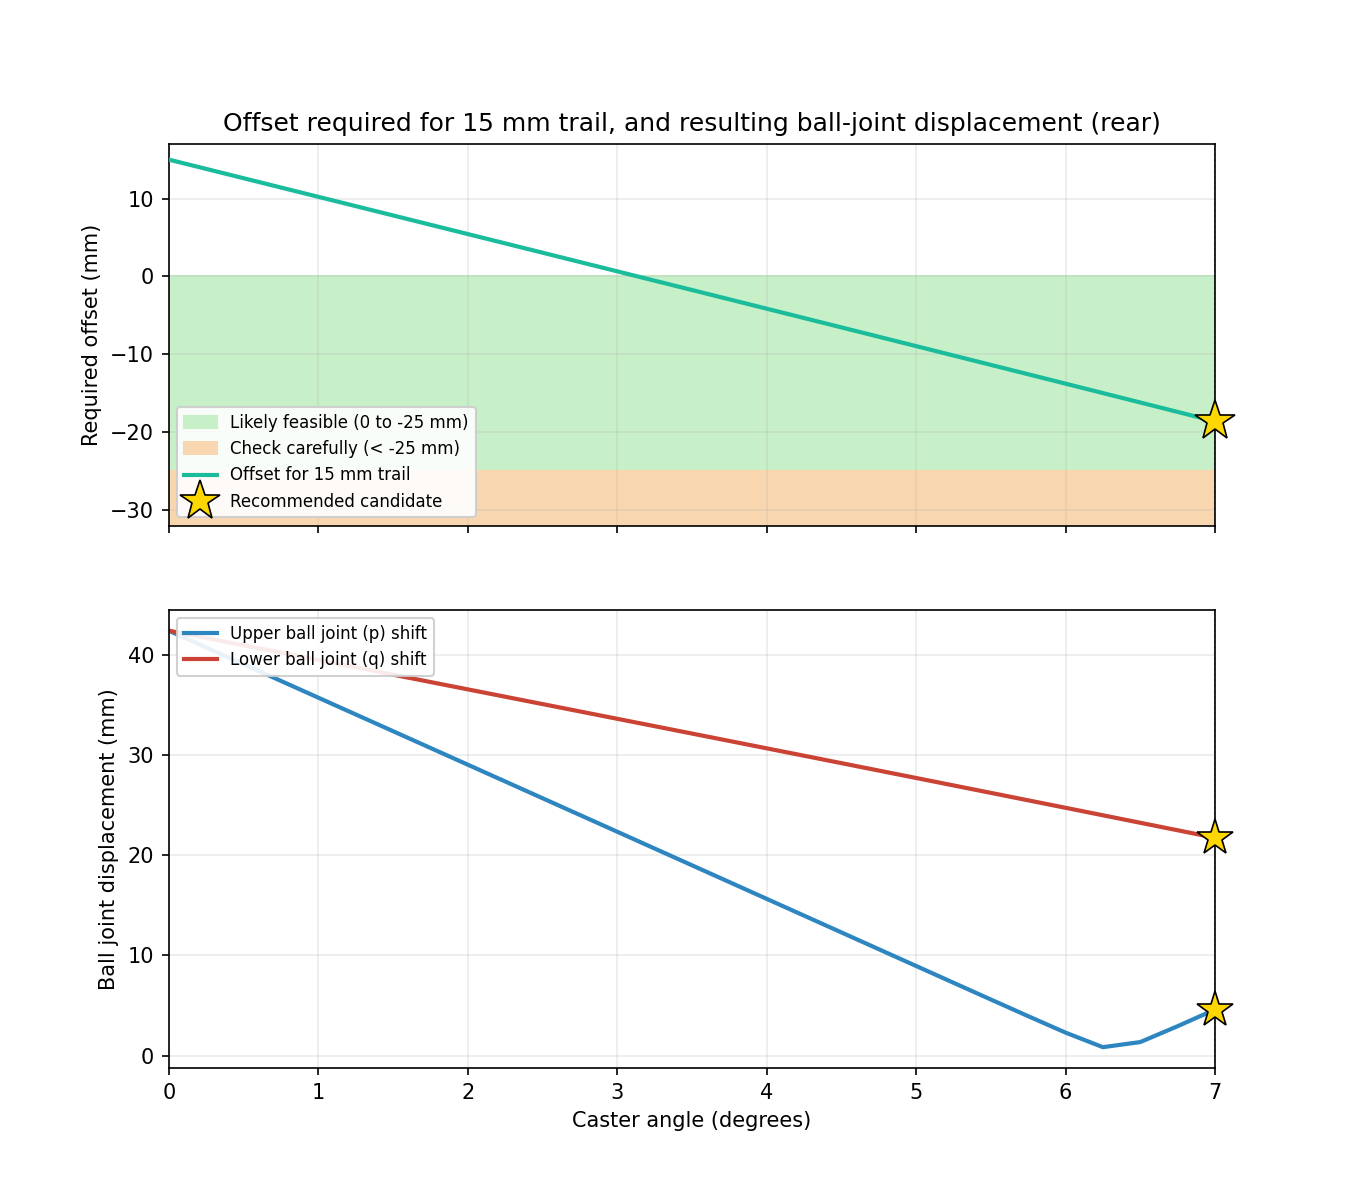 Offset required for 15 mm trail, and resulting ball-joint displacement (rear)
Required offset (mm)
10
0
−10
−20
−30
Likely feasible (0 to -25 mm)
Check carefully (< -25 mm)
Offset for 15 mm trail
Recommended candidate
Ball joint displacement (mm)
40
30
20
10
0
Upper ball joint (p) shift
Lower ball joint (q) shift
0 1 2 3 4 5 6 7
Caster angle (degrees)